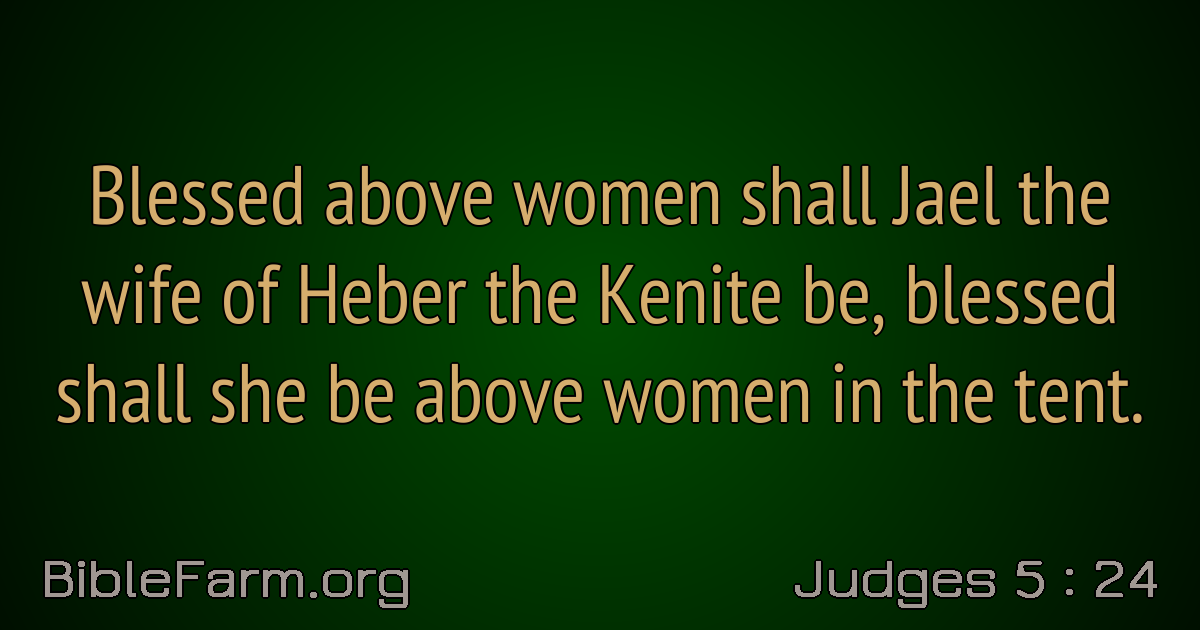 Blessed above women shall Jael the
wife of Heber the Kenite be, blessed
shall she be above women in the tent.
BibleFarm.org
Judges 5 : 24